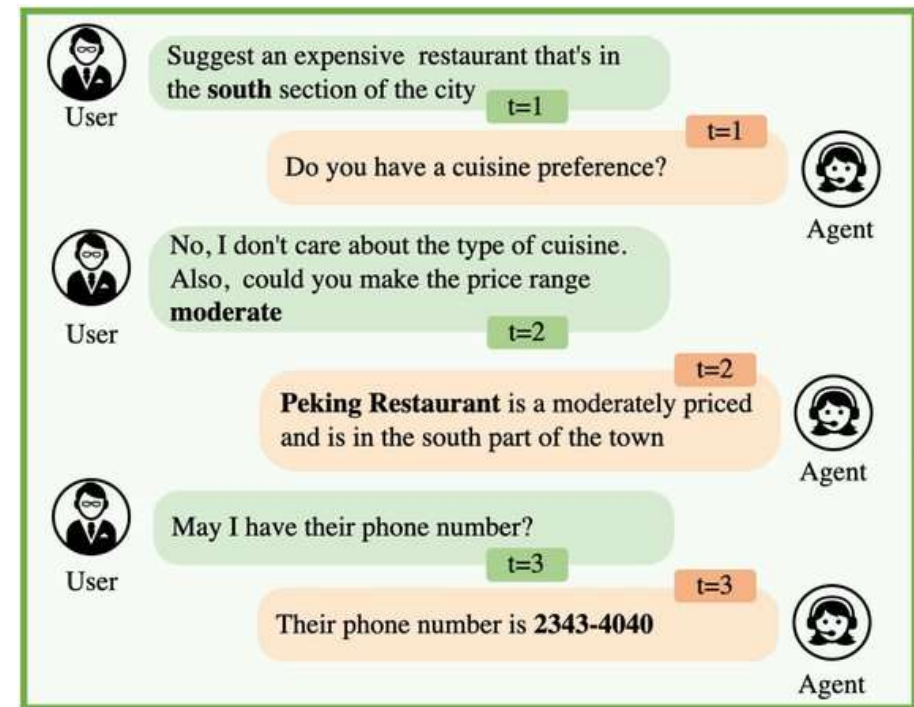 Suggest an expensive restaurant that's in
the south section of the city
t=1
User
t=1
Do you have a cuisine preference?
Agent
No, I don't care about the type of cuisine.
Also, could you make the price range
moderate
t=2
User
t=2
Peking Restaurant is a moderately priced
and is in the south part of the town
Agent
May I have their phone number?
t=3
User
t=3
Their phone number is 2343-4040
Agent